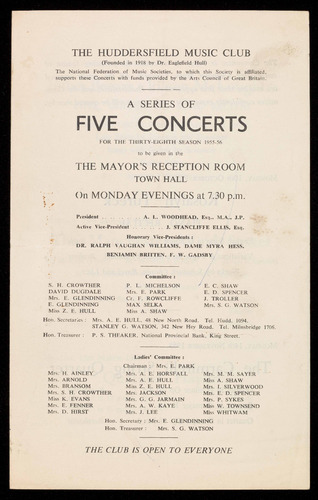 THE HUDDERSFIELD MUSIC CLUB
(Founded in 1918 by Dr. Eaglefield Hull)
The National Federation of Music Societies, to which this Society is affiliated,
supports these Concerts with funds provided by the Arts Council of Great Britain.
A SERIES OF
FIVE CONCERTS
FOR THE THIRTY-EIGHTH SEASON 1955-56
to be given in the
THE MAYOR'S RECEPTION ROOM
TOWN HALL
On MONDAY EVENINGS at 7.30 p.m.
President A. L. WOODHEAD, Esq., M.A., J.P.
Active Vice-President J. STANCLIFFE ELLIS, Esq.
Honorary Vice-Presidents :
DR. RALPH VAUGHAN WILLIAMS, DAME MYRA HESS,
BENJAMIN BRITTEN, F. W. GADSBY
Committee :
S. H. CROWTHER P. L. MICHELSON E. C. SHAW
DAVID DUGDALE Mrs. E. PARK E. D. SPENCER
Mrs. E. GLENDINNING Cr. F. ROWCLIFFE J. TROLLER
E. GLENDINNING MAX SELKA Mrs. S. G. WATSON
Miss Z. E. HULL Miss A. SHAW
Hon. Secretaries : Mrs. A. E. HULL, 48 New North Road. Tel. Hudd. 1094.
STANLEY G. WATSON, 342 New Hey Road. Tel. Milnsbridge 1706.
Hon. Treasurer : P. S. THEAKER, National Provincial Bank, King Street.
Ladies' Committee :
Chairman : Mrs. E. PARK
Mrs. H. AINLEY Mrs. A. E. HORSFALL Mrs. M. M. SAYER
Mrs. ARNOLD Mrs. A. E. HULL Miss A. SHAW
Mrs. BRANSOM Miss Z. E. HULL Mrs. I. SILVERWOOD
Mrs. S. H. CROWTHER Mrs. JACKSON Mrs. E. D. SPENCER
Miss K. EVANS Mrs. G. G. JARMAIN Mrs. P. SYKES
Mrs. E. FENNER Mrs. A. W. KAYE Mrs. W. TOWNSEND
Mrs. D. HIRST Mrs. J. LEE Miss WHITWAM
Hon. Secretary : Mrs. E. GLENDINNING
Hon. Treasurer : Mrs. S. G. WATSON
THE CLUB IS OPEN TO EVERYONE